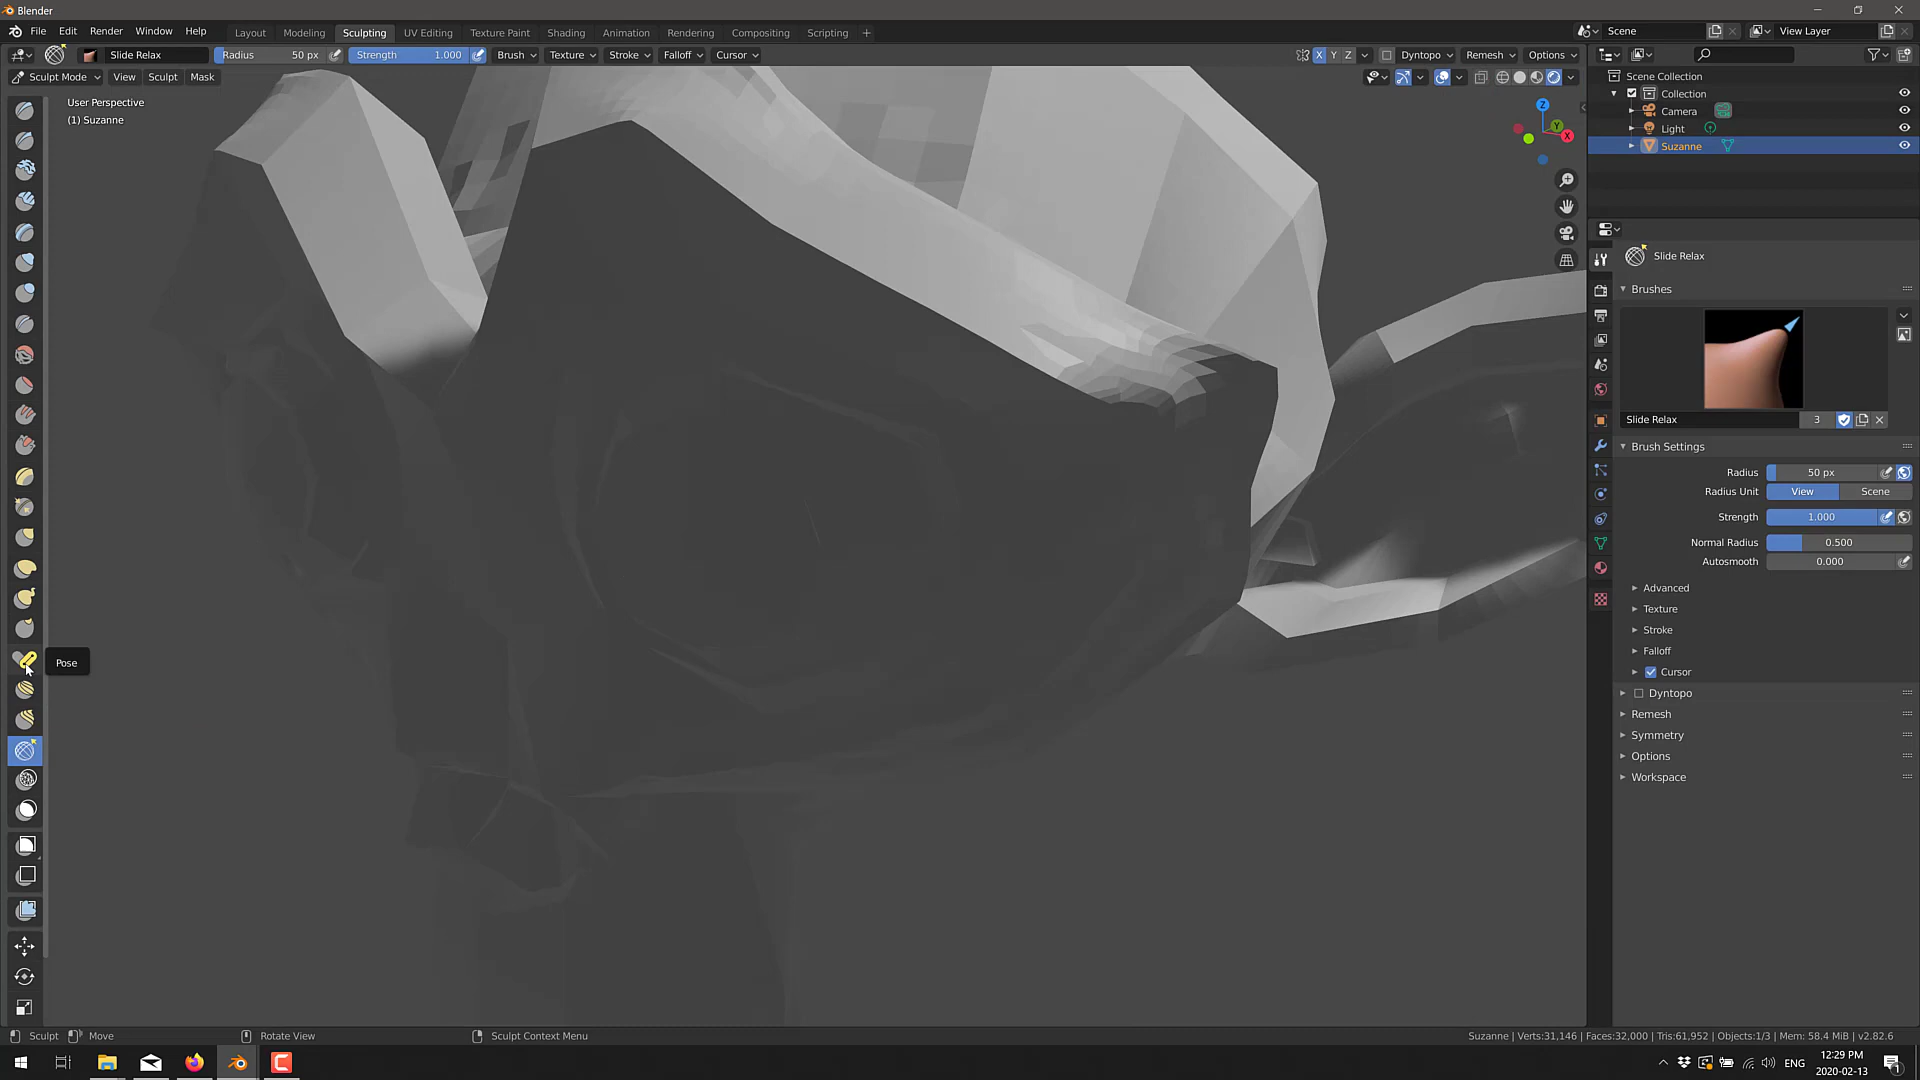 Blender
File Edit Render Window Help
Layout Modeling Sculpting UV Editing Texture Paint Shading Animation Rendering Compositing Scripting +
Scene
View Layer
Slide Relax
Radius 50 px
Strength 1.000
Brush Texture Stroke Falloff Cursor
X Y Z
Dyntopo Remesh Options
Sculpt Mode View Sculpt Mask
User Perspective
(1) Suzanne
Z
Y
X
Scene Collection
Collection
Camera
Light
Suzanne
Slide Relax
Brushes
Slide Relax 3
Brush Settings
Radius 50 px
Radius Unit View Scene
Strength 1.000
Normal Radius 0.500
Autosmooth 0.000
Advanced
Texture
Stroke
Falloff
Cursor
Dyntopo
Remesh
Symmetry
Options
Workspace
Pose
Sculpt Move Rotate View Sculpt Context Menu
Suzanne | Verts:31,146 | Faces:32,000 | Tris:61,952 | Objects:1/3 | Mem: 58.4 MiB | v2.82.6
ENG
12:29 PM
2020-02-13
1